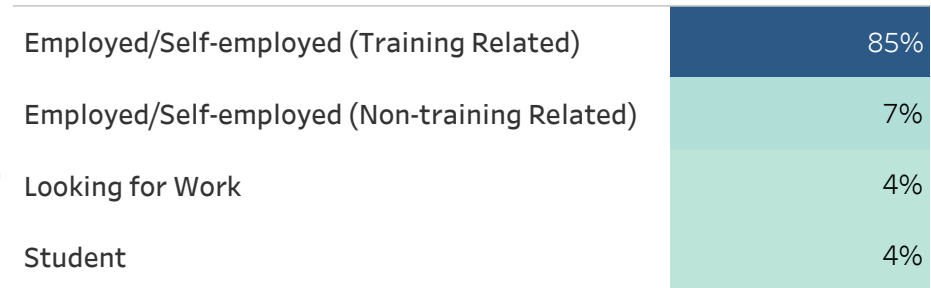 Employed/Self-employed (Training Related) 85%
Employed/Self-employed (Non-training Related) 7%
Looking for Work 4%
Student 4%